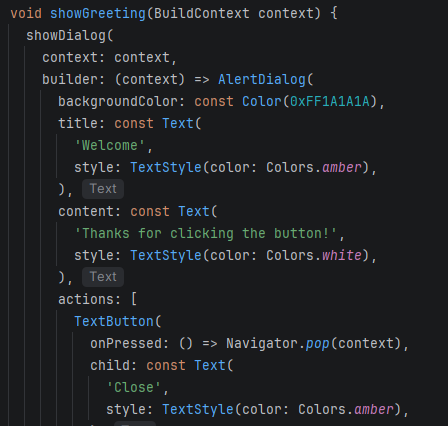 void showGreeting(BuildContext context) {
  showDialog(
    context: context,
    builder: (context) => AlertDialog(
      backgroundColor: const Color(0xFF1A1A1A),
      title: const Text(
        'Welcome',
        style: TextStyle(color: Colors.amber),
      ), Text
      content: const Text(
        'Thanks for clicking the button!',
        style: TextStyle(color: Colors.white),
      ), Text
      actions: [
        TextButton(
          onPressed: () => Navigator.pop(context),
          child: const Text(
            'Close',
            style: TextStyle(color: Colors.amber),